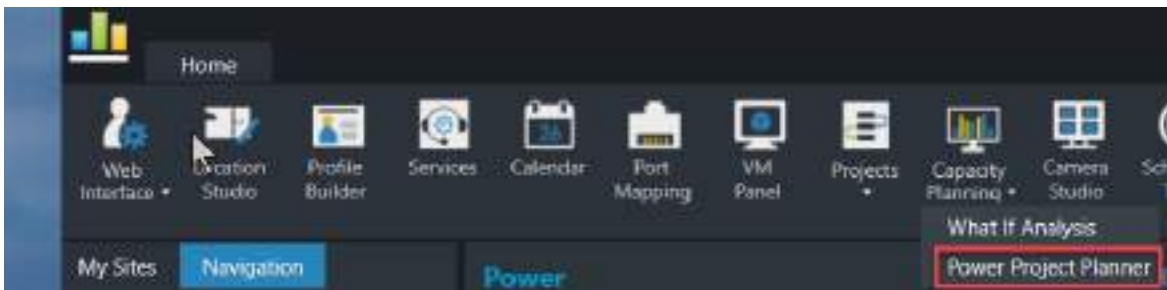 Home
Web Interface
Location Studio
Profile Builder
Services
Calendar
26
Port Mapping
VM Panel
Projects
Capacity Planning
Camera Studio
What If Analysis
Power Project Planner
My Sites
Navigation
Power